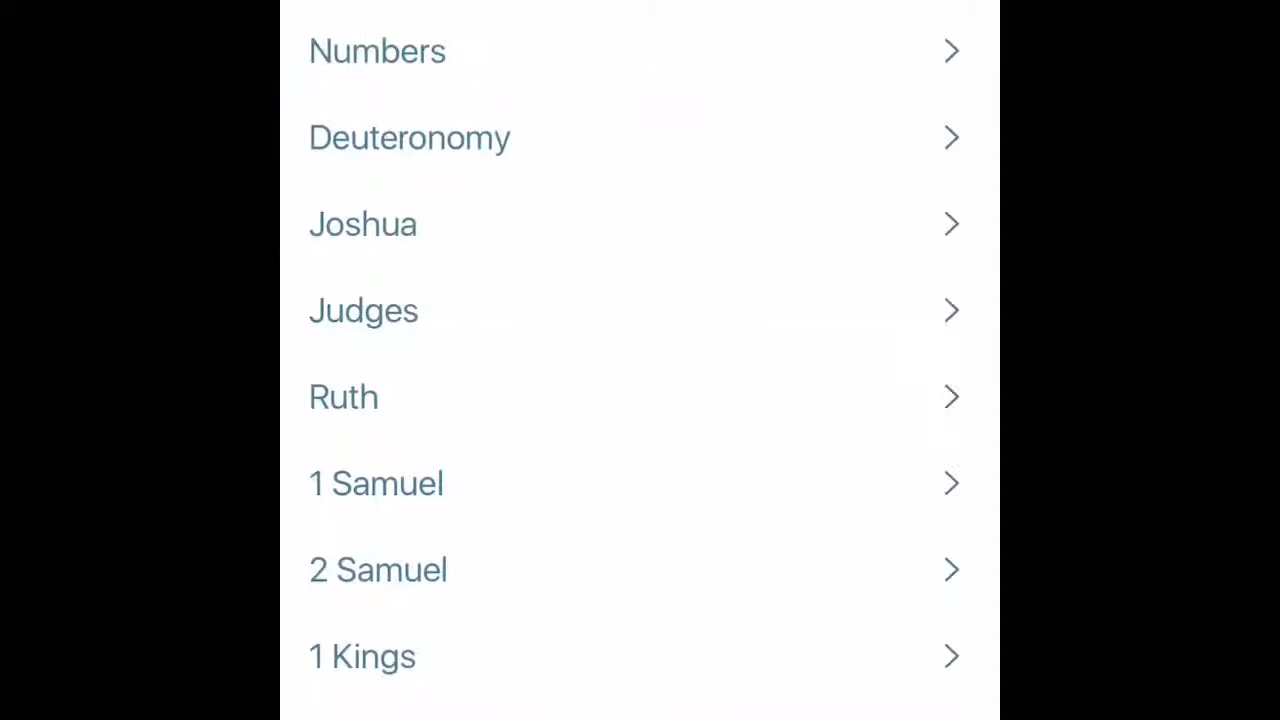 Numbers
Deuteronomy
Joshua
Judges
Ruth
1 Samuel
2 Samuel
1 Kings